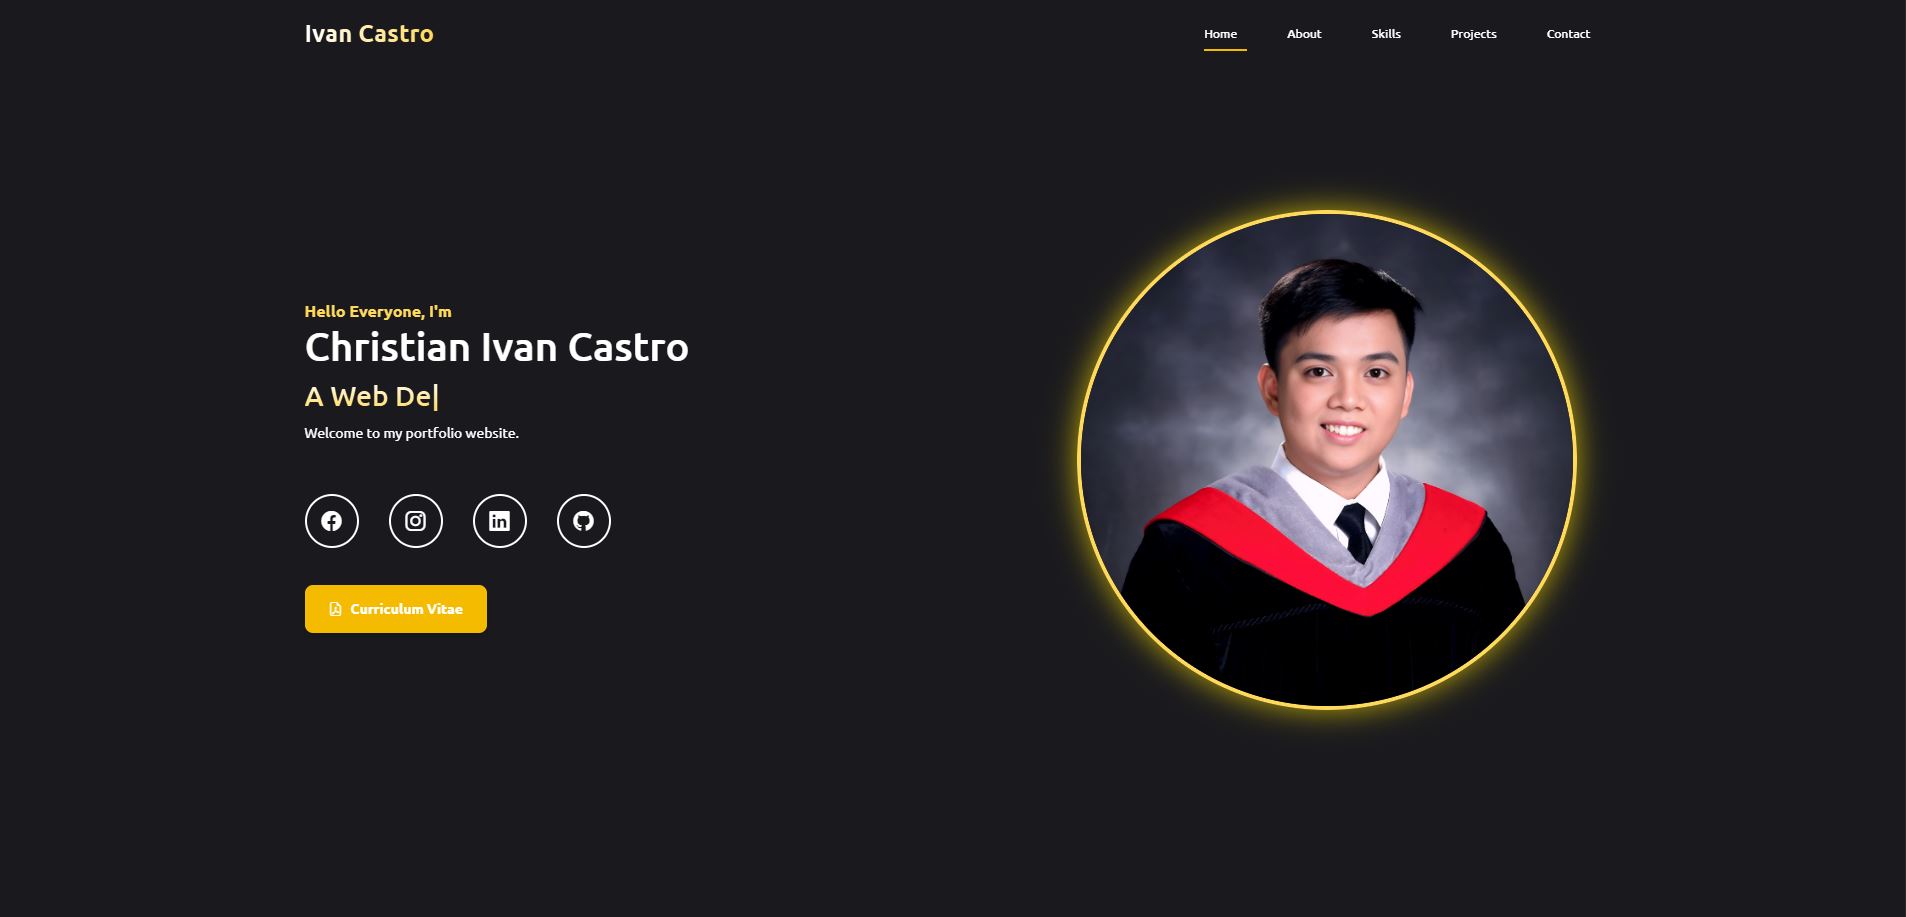 Ivan Castro
Home About Skills Projects Contact
Hello Everyone, I'm
Christian Ivan Castro
A Web De|
Welcome to my portfolio website.
Curriculum Vitae